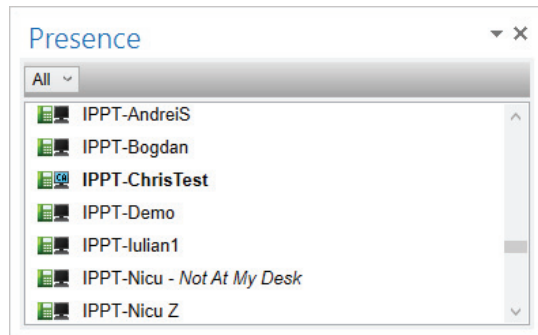 Presence
All
IPPT-AndreiS
IPPT-Bogdan
CA IPPT-ChrisTest
IPPT-Demo
IPPT-Iulian1
IPPT-Nicu - Not At My Desk
IPPT-Nicu Z